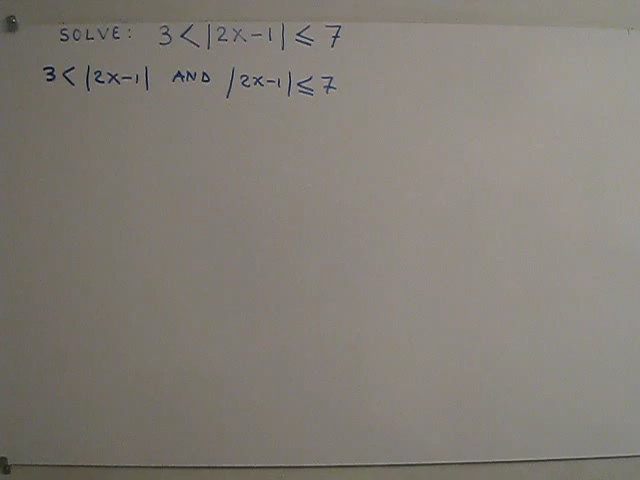 SOLVE: 3 < |2X-1| ≤ 7
3 < |2X-1| AND |2X-1| ≤ 7